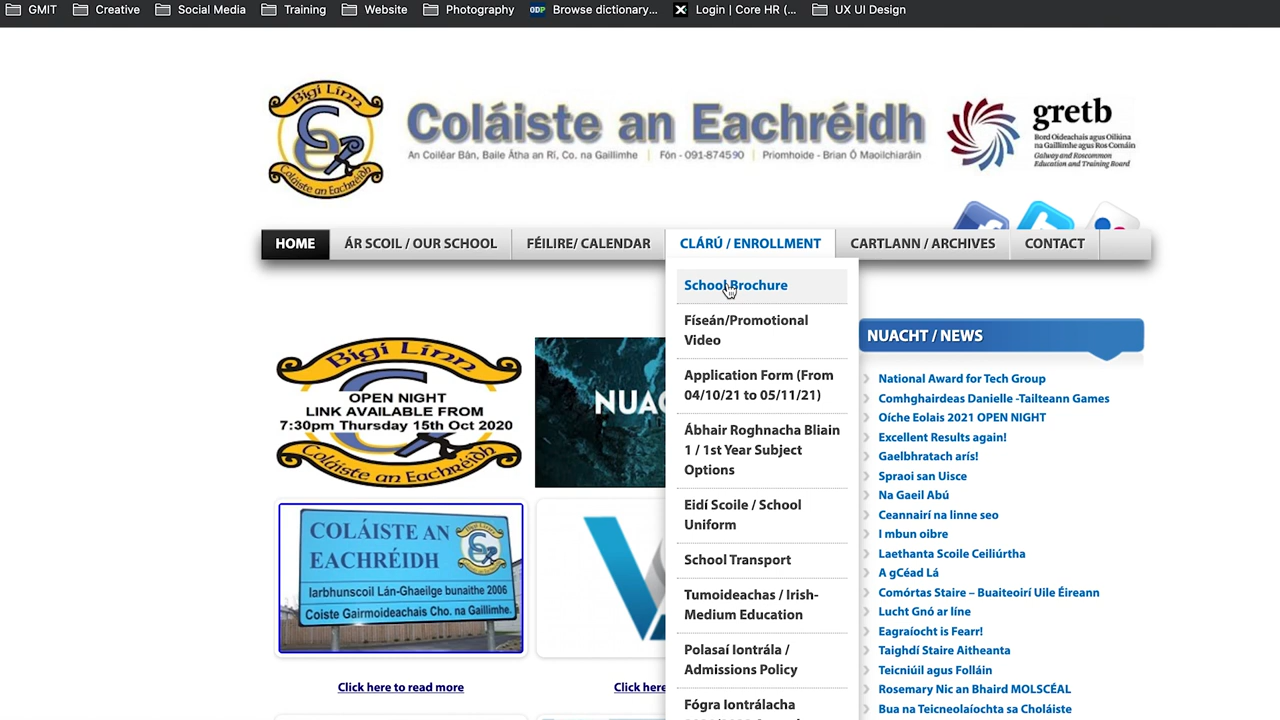 GMIT
Creative
Social Media
Training
Website
Photography
ODP
Browse dictionary...
Login | Core HR (...
UX UI Design
Bígí Linn
Coláiste an Eachréidh
Coláiste an Eachréidh
An Coiléar Bán, Baile Átha an Rí, Co. na Gaillimhe | Fón - 091-874590 | Príomhoide - Brian Ó Maoilchiaráin
gretb
Bord Oideachais agus Oiliúna
na Gaillimhe agus Ros Comáin
Galway and Roscommon
Education and Training Board
HOME
ÁR SCOIL / OUR SCHOOL
FÉILIRE/ CALENDAR
CLÁRÚ / ENROLLMENT
CARTLANN / ARCHIVES
CONTACT
School Brochure
Físeán/Promotional
Video
Application Form (From
04/10/21 to 05/11/21)
Ábhair Roghnacha Bliain
1 / 1st Year Subject
Options
Eidí Scoile / School
Uniform
School Transport
Tumoideachas / Irish-
Medium Education
Polasaí Iontrála /
Admissions Policy
Fógra Iontrálacha
Bígí Linn
OPEN NIGHT
LINK AVAILABLE FROM
7:30pm Thursday 15th Oct 2020
Coláiste an Eachréidh
NUAC
COLÁISTE AN
EACHRÉIDH
Iarbhunscoil Lán-Ghaeilge bunaithe 2006
Coiste Gairmoideachais Cho. na Gaillimhe.
Click here to read more
Click here
NUACHT / NEWS
National Award for Tech Group
Comhghairdeas Danielle -Tailteann Games
Oíche Eolais 2021 OPEN NIGHT
Excellent Results again!
Gaelbhratach arís!
Spraoi san Uisce
Na Gaeil Abú
Ceannairí na linne seo
I mbun oibre
Laethanta Scoile Ceiliúrtha
A gCéad Lá
Comórtas Staire – Buaiteoirí Uile Éireann
Lucht Gnó ar líne
Eagraíocht is Fearr!
Taighdí Staire Aitheanta
Teicniúil agus Folláin
Rosemary Nic an Bhaird MOLSCÉAL
Bua na Teicneolaíochta sa Choláiste